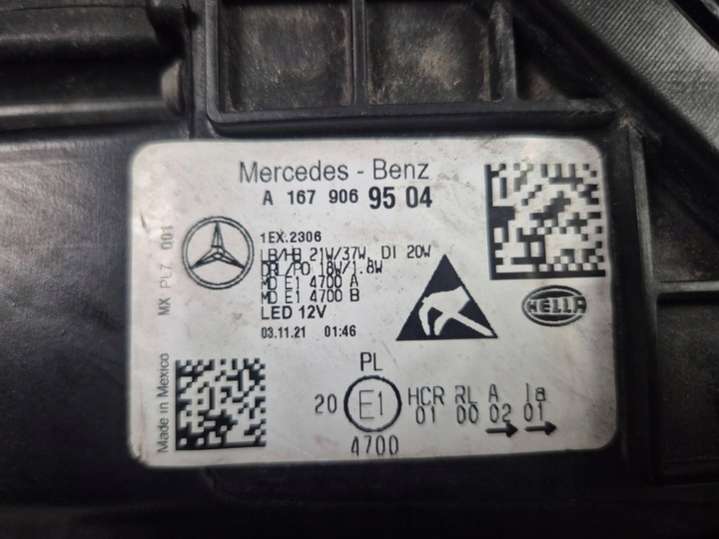 Mercedes - Benz
A 167 906 95 04
1EX.2306
LB/HB 21W/37W, DI 20W
DRL/PO 18W/1.8W
MD E1 4700 A
MD E1 4700 B
LED 12V
03.11.21 01:46
HELLA
Made in Mexico MX PL7 001
PL
20 E1 HCR RL A Ia
01 00 02 01
4700